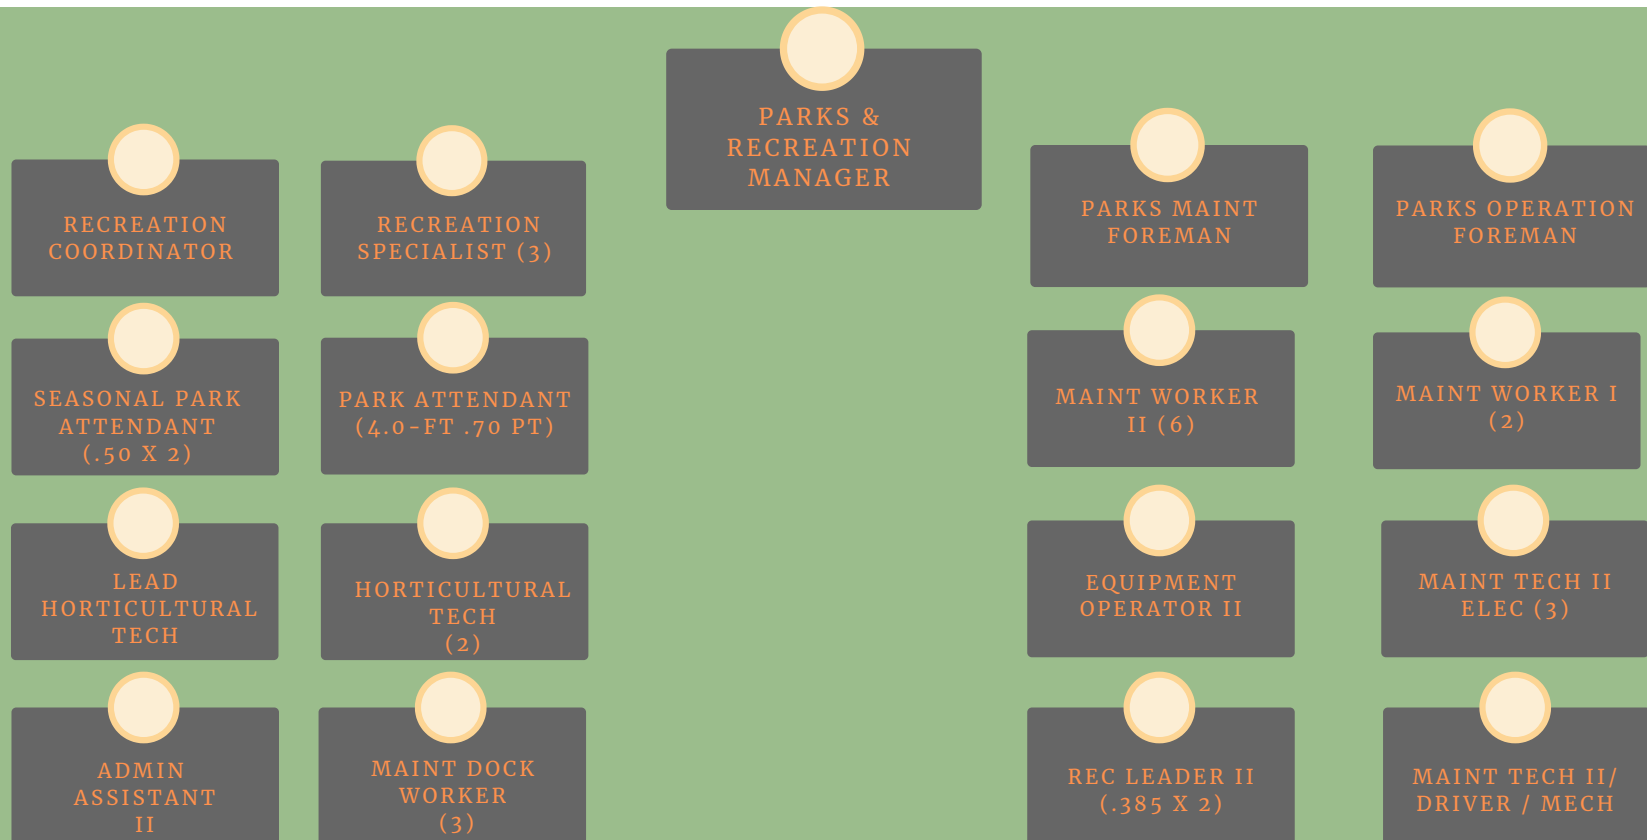 PARKS &
RECREATION
MANAGER
RECREATION
COORDINATOR
RECREATION
SPECIALIST (3)
PARKS MAINT
FOREMAN
PARKS OPERATION
FOREMAN
SEASONAL PARK
ATTENDANT
(.50 X 2)
PARK ATTENDANT
(4.0-FT .70 PT)
MAINT WORKER
II (6)
MAINT WORKER I
(2)
LEAD
HORTICULTURAL
TECH
HORTICULTURAL
TECH
(2)
EQUIPMENT
OPERATOR II
MAINT TECH II
ELEC (3)
ADMIN
ASSISTANT
II
MAINT DOCK
WORKER
(3)
REC LEADER II
(.385 X 2)
MAINT TECH II/
DRIVER / MECH